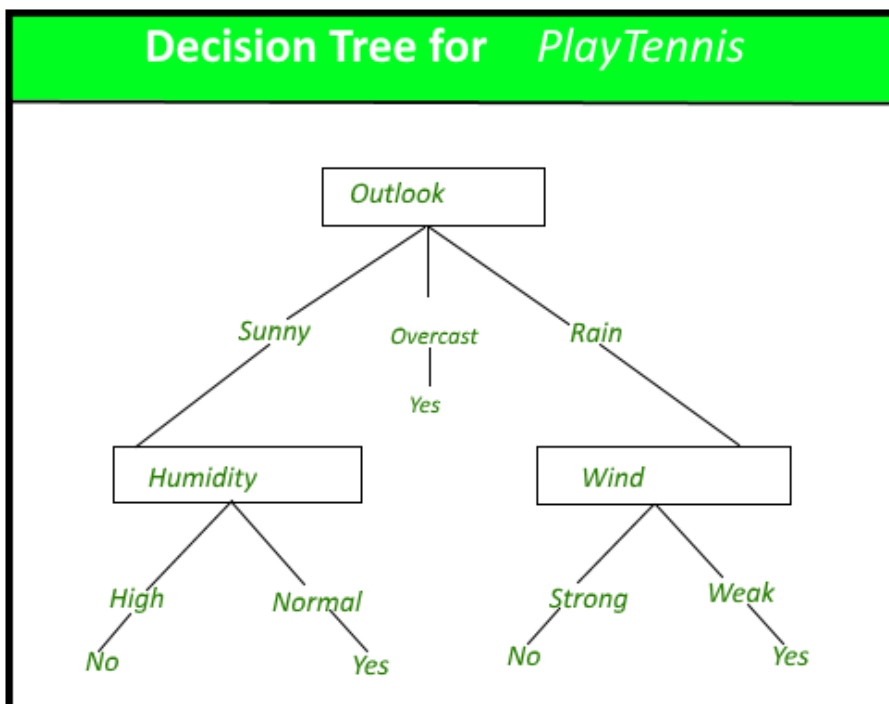 Decision Tree for PlayTennis
Outlook
Sunny Overcast Rain
Yes
Humidity Wind
High Normal Strong Weak
No Yes No Yes